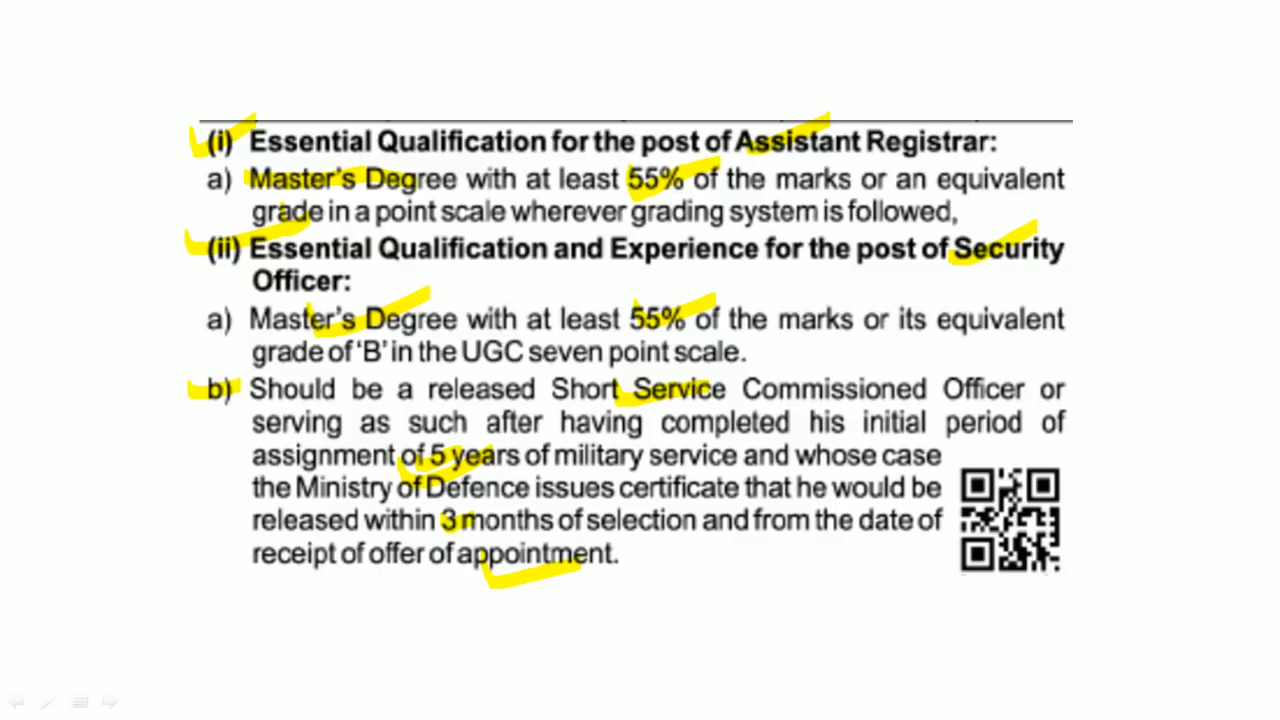 (i) Essential Qualification for the post of Assistant Registrar:
a) Master's Degree with at least 55% of the marks or an equivalent
grade in a point scale wherever grading system is followed,
(ii) Essential Qualification and Experience for the post of Security
Officer:
a) Master's Degree with at least 55% of the marks or its equivalent
grade of 'B' in the UGC seven point scale.
b) Should be a released Short Service Commissioned Officer or
serving as such after having completed his initial period of
assignment of 5 years of military service and whose case
the Ministry of Defence issues certificate that he would be
released within 3 months of selection and from the date of
receipt of offer of appointment.